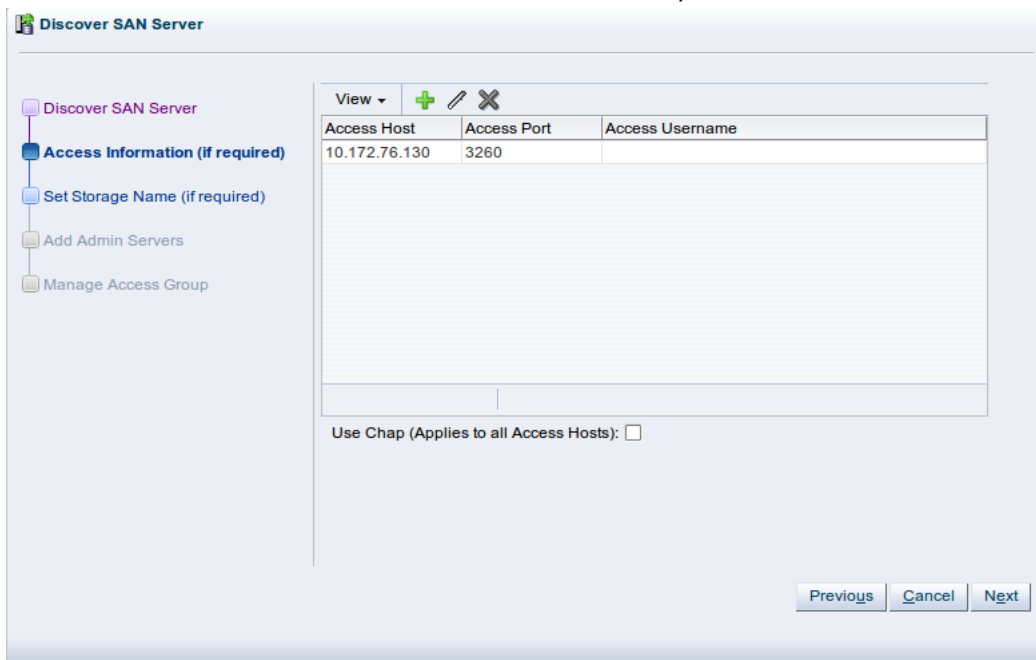 Discover SAN Server
Discover SAN Server
Access Information (if required)
Set Storage Name (if required)
Add Admin Servers
Manage Access Group
View
Access Host Access Port Access Username
10.172.76.130 3260
Use Chap (Applies to all Access Hosts):
Previous Cancel Next